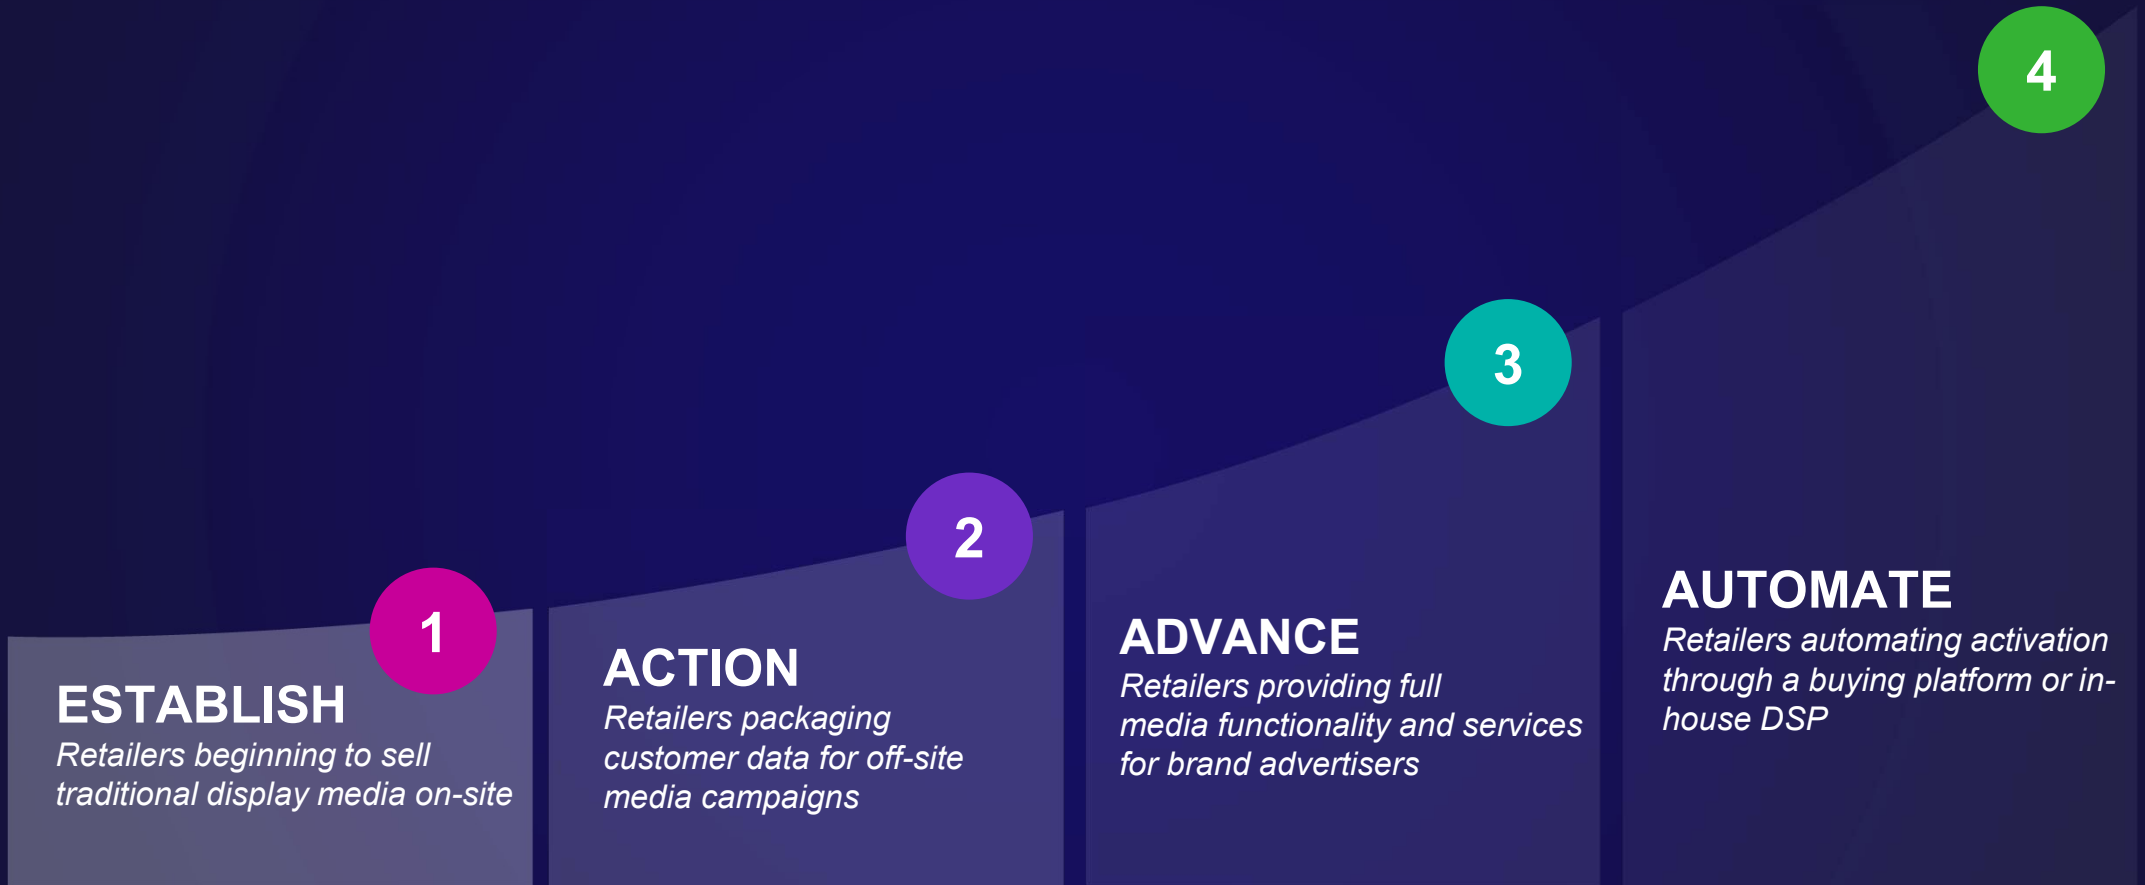 1
ESTABLISH
Retailers beginning to sell
traditional display media on-site
2
ACTION
Retailers packaging
customer data for off-site
media campaigns
3
ADVANCE
Retailers providing full
media functionality and services
for brand advertisers
4
AUTOMATE
Retailers automating activation
through a buying platform or in-
house DSP